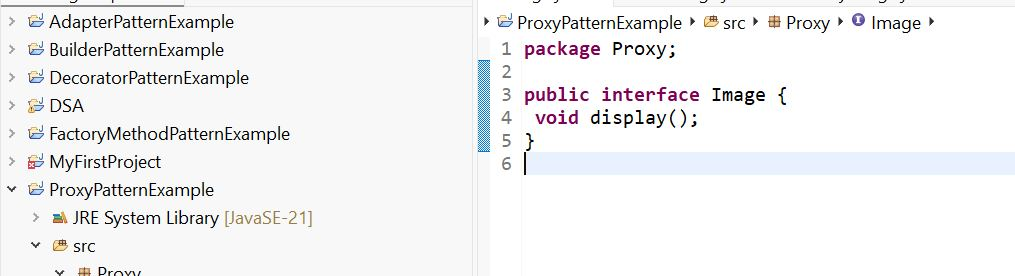 AdapterPatternExample
BuilderPatternExample
DecoratorPatternExample
DSA
FactoryMethodPatternExample
MyFirstProject
ProxyPatternExample
JRE System Library [JavaSE-21]
src
Proxy
ProxyPatternExample src Proxy Image
1 package Proxy;
2
3 public interface Image {
4 void display();
5 }
6